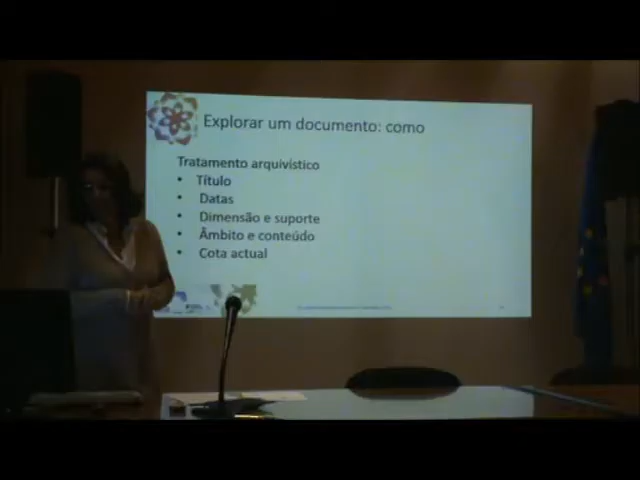 Explorar um documento: como
Tratamento arquivístico
• Título
• Datas
• Dimensão e suporte
• Âmbito e conteúdo
• Cota actual